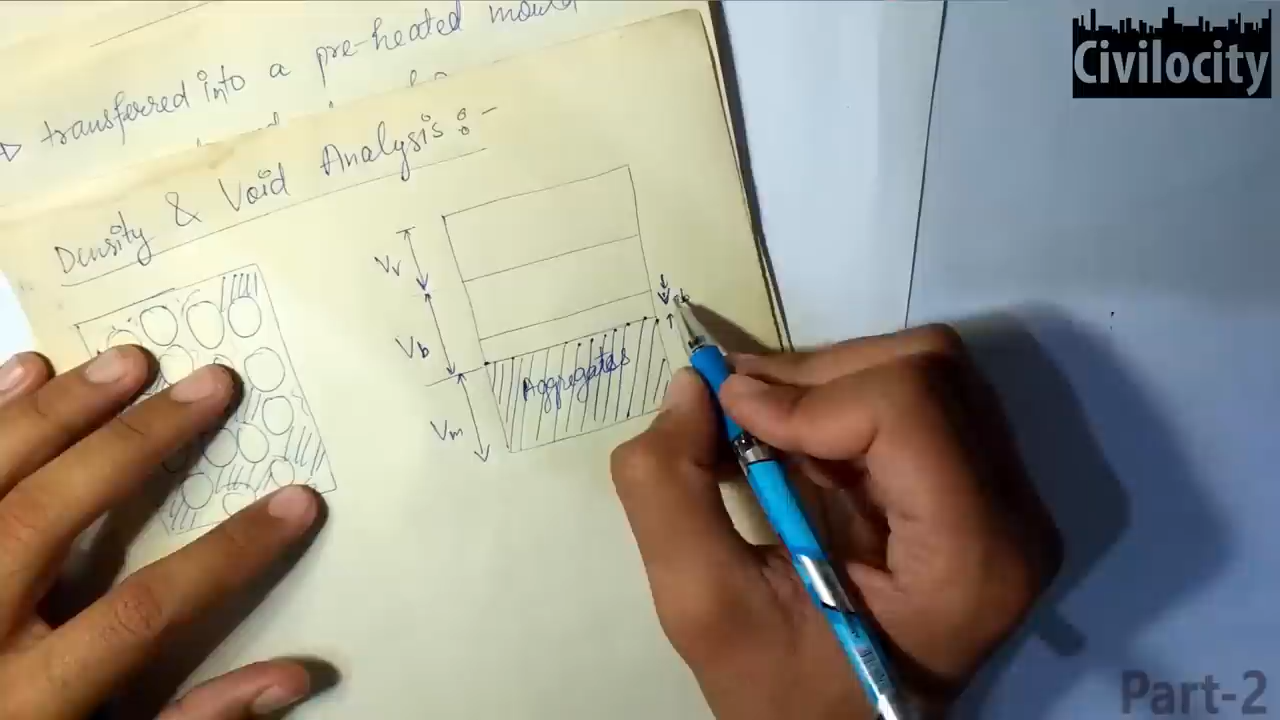 transferred into a pre-heated mould
Density & Void Analysis :-
Vv
Vb
Vm
Aggregates
Civilocity
Part-2